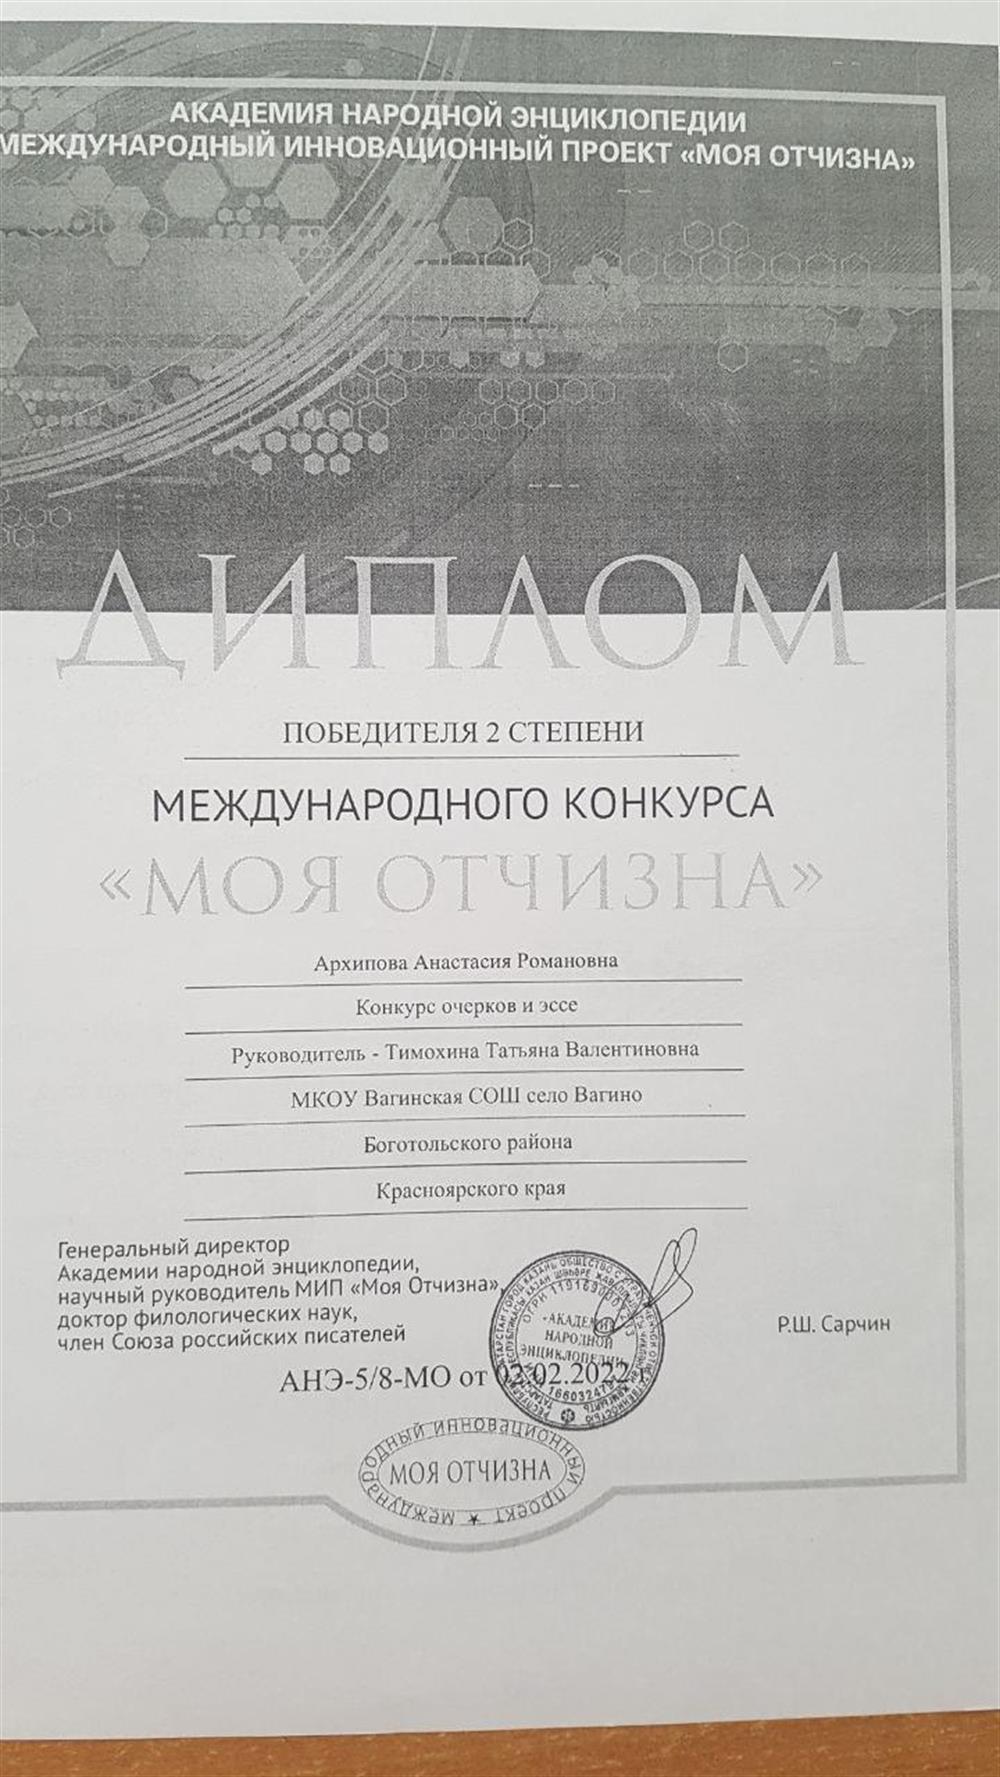 АКАДЕМИЯ НАРОДНОЙ ЭНЦИКЛОПЕДИИ
МЕЖДУНАРОДНЫЙ ИННОВАЦИОННЫЙ ПРОЕКТ «МОЯ ОТЧИЗНА»
ДИПЛОМ
ПОБЕДИТЕЛЯ 2 СТЕПЕНИ
МЕЖДУНАРОДНОГО КОНКУРСА
«МОЯ ОТЧИЗНА»
Архипова Анастасия Романовна
Конкурс очерков и эссе
Руководитель - Тимохина Татьяна Валентиновна
МКОУ Вагинская СОШ село Вагино
Боготольского района
Красноярского края
Генеральный директор
Академии народной энциклопедии,
научный руководитель МИП «Моя Отчизна»,
доктор филологических наук,
член Союза российских писателей
Р.Ш. Сарчин
АКАДЕМИЯ
НАРОДНОЙ
ЭНЦИКЛОПЕДИИ
АНЭ-5/8-МО от 02.02.2022
МЕЖДУНАРОДНЫЙ ИННОВАЦИОННЫЙ ПРОЕКТ
МОЯ ОТЧИЗНА